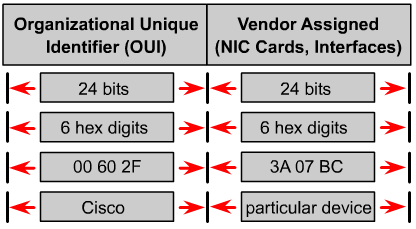 Organizational Unique Identifier (OUI)
Vendor Assigned (NIC Cards, Interfaces)
24 bits
24 bits
6 hex digits
6 hex digits
00 60 2F
3A 07 BC
Cisco
particular device